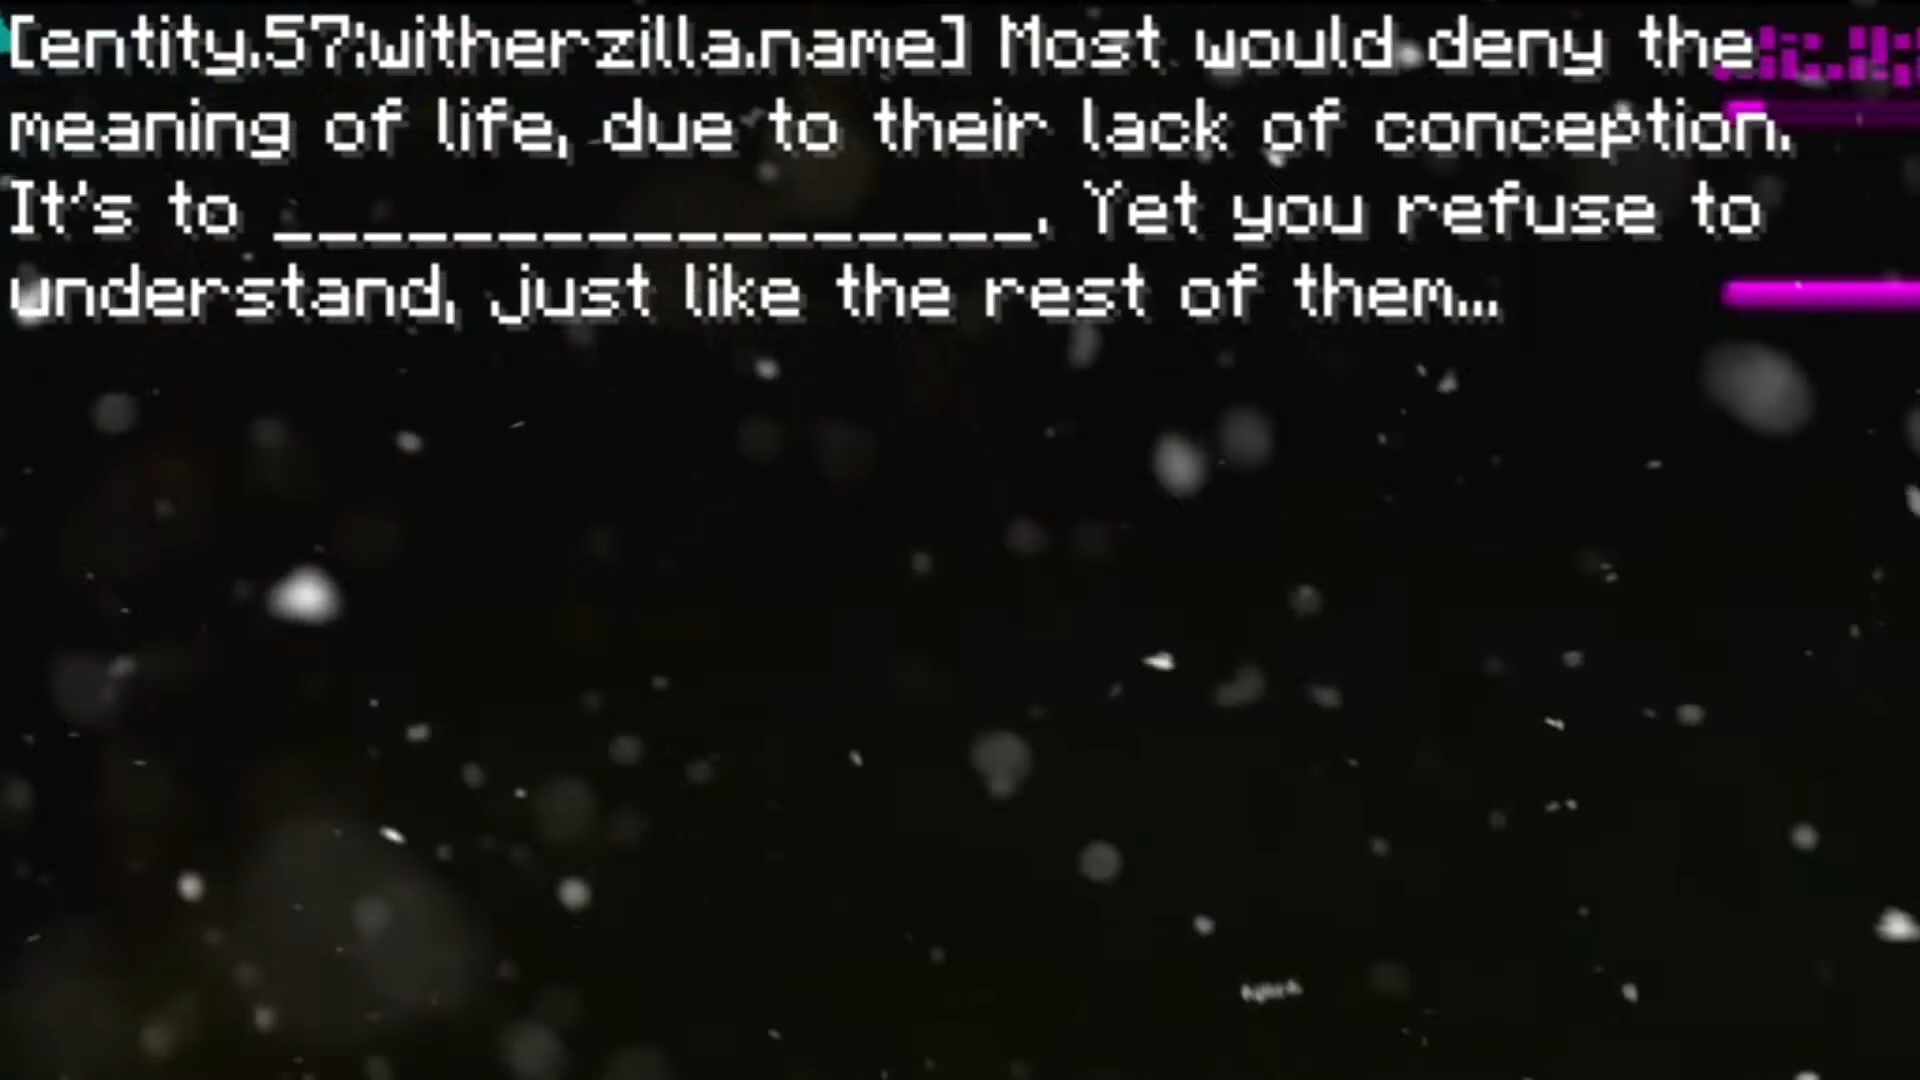 [entity.57:witherzilla.name] Most would deny the
meaning of life, due to their lack of conception.
It's to _________________. Yet you refuse to
understand, just like the rest of them...